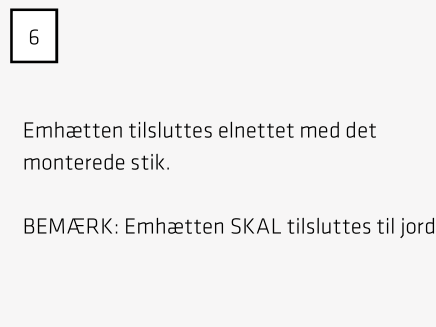 6
Emhætten tilsluttes elnettet med det
monterede stik.
BEMÆRK: Emhætten SKAL tilsluttes til jord